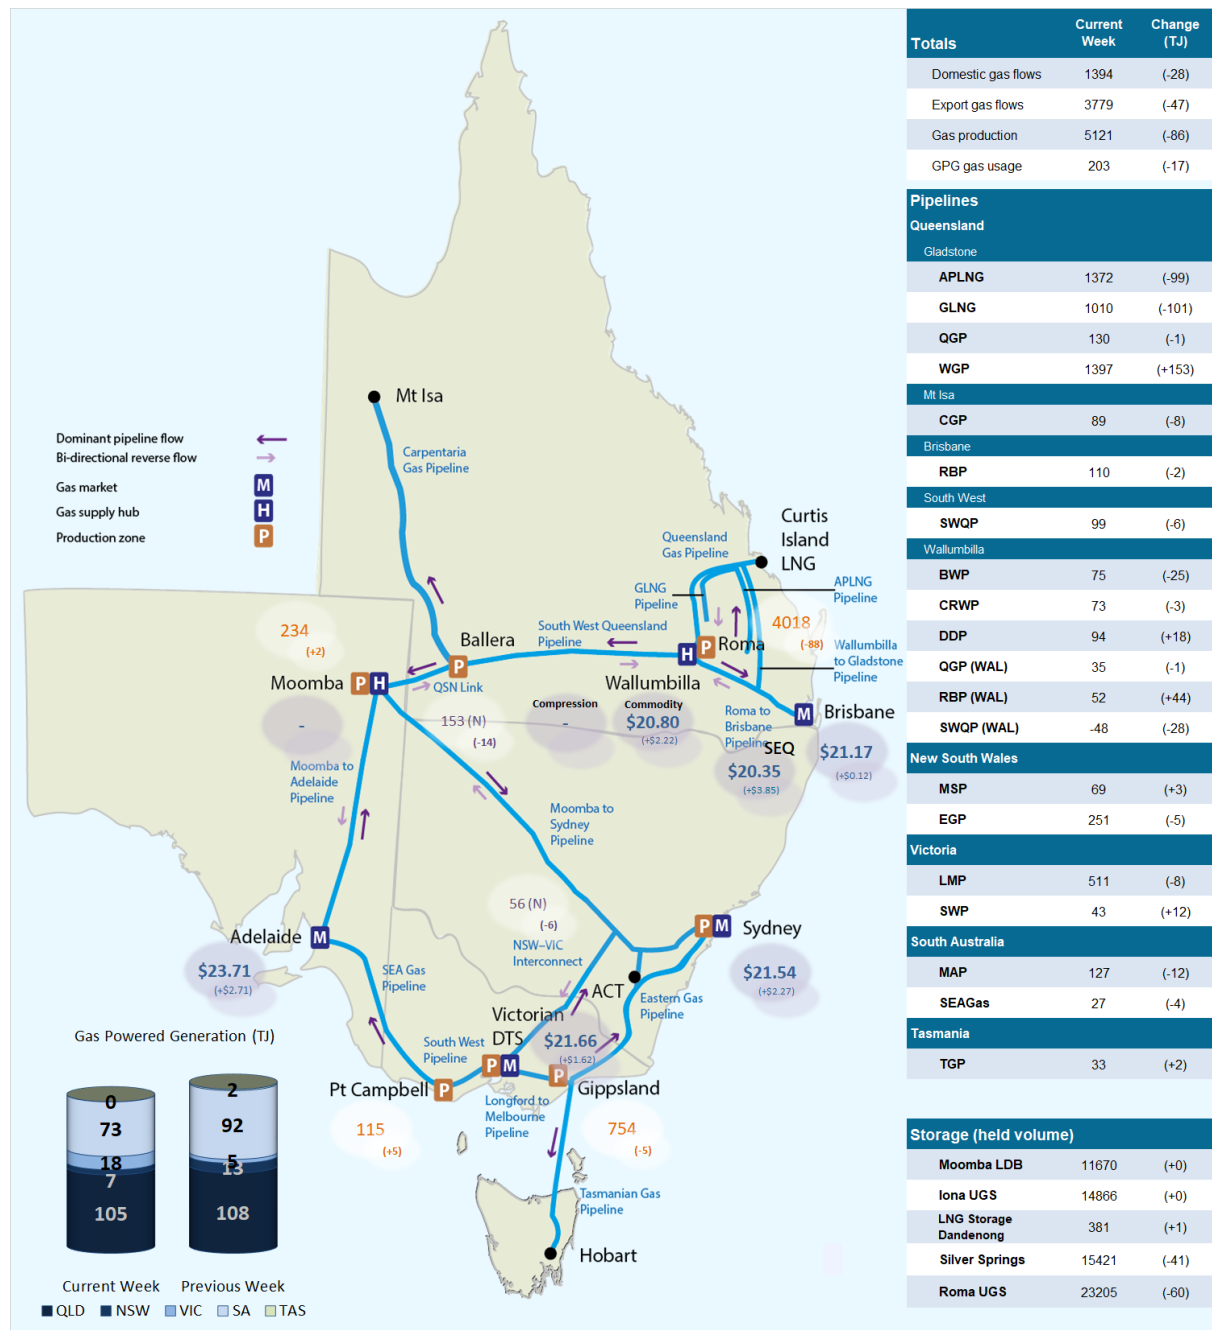 Mt Isa
Dominant pipeline flow
Bi-directional reverse flow
Gas market M
Gas supply hub H
Production zone P
Carpentaria
Gas Pipeline
Curtis
Island
LNG
Queensland
Gas Pipeline
GLNG
Pipeline
APLNG
Pipeline
234
(+2)
4018
(-88)
South West Queensland
Pipeline
Ballera
P
H P Roma
Wallumbilla
to Gladstone
Pipeline
Moomba P H
QSN Link
Wallumbilla
-
153 (N)
(-14)
Compression
-
Commodity
$20.80
(+$2.22)
Roma to
Brisbane
Pipeline
M Brisbane
SEQ
$20.35
(+$3.85)
$21.17
(+$0.12)
Moomba to
Adelaide
Pipeline
Moomba to
Sydney
Pipeline
56 (N)
(-6)
NSW–VIC
Interconnect
Adelaide M
$23.71
(+$2.71)
P M Sydney
$21.54
(+$2.27)
SEA Gas
Pipeline
ACT
Eastern Gas
Pipeline
Victorian
DTS
$21.66
(+$1.62)
South West
Pipeline
P M
P
Gippsland
Pt Campbell P
Longford to
Melbourne
Pipeline
115
(+5)
754
(-5)
Tasmanian Gas
Pipeline
Hobart
Gas Powered Generation (TJ)
0
73
18
7
105
2
92
5
13
108
Current Week Previous Week
QLD NSW VIC SA TAS
Totals Current Week Change (TJ)
Domestic gas flows 1394 (-28)
Export gas flows 3779 (-47)
Gas production 5121 (-86)
GPG gas usage 203 (-17)
Pipelines
Queensland
Gladstone
APLNG 1372 (-99)
GLNG 1010 (-101)
QGP 130 (-1)
WGP 1397 (+153)
Mt Isa
CGP 89 (-8)
Brisbane
RBP 110 (-2)
South West
SWQP 99 (-6)
Wallumbilla
BWP 75 (-25)
CRWP 73 (-3)
DDP 94 (+18)
QGP (WAL) 35 (-1)
RBP (WAL) 52 (+44)
SWQP (WAL) -48 (-28)
New South Wales
MSP 69 (+3)
EGP 251 (-5)
Victoria
LMP 511 (-8)
SWP 43 (+12)
South Australia
MAP 127 (-12)
SEAGas 27 (-4)
Tasmania
TGP 33 (+2)
Storage (held volume)
Moomba LDB 11670 (+0)
Iona UGS 14866 (+0)
LNG Storage
Dandenong 381 (+1)
Silver Springs 15421 (-41)
Roma UGS 23205 (-60)